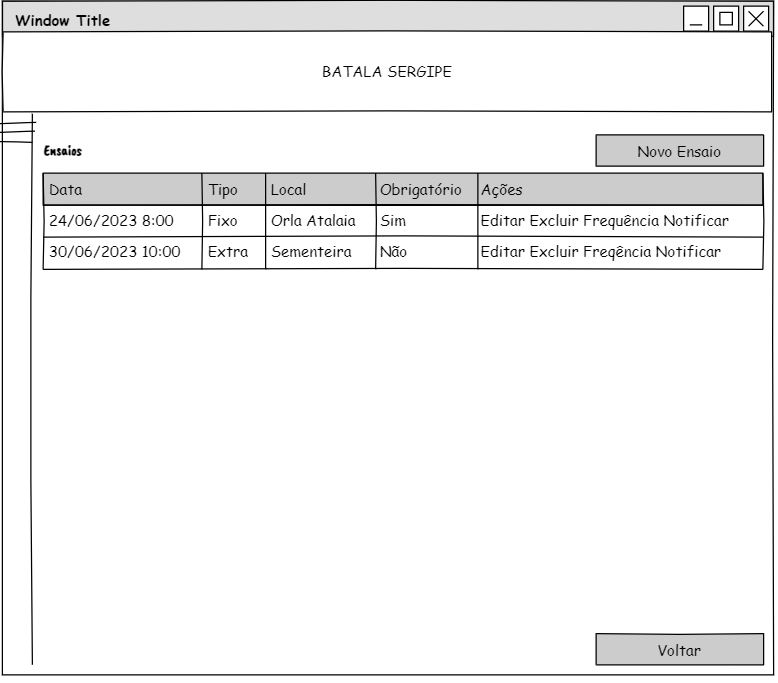 Window Title
BATALA SERGIPE
Ensaios Novo Ensaio
Data Tipo Local Obrigatório Ações
24/06/2023 8:00 Fixo Orla Atalaia Sim Editar Excluir Frequência Notificar
30/06/2023 10:00 Extra Sementeira Não Editar Excluir Freqência Notificar
Voltar